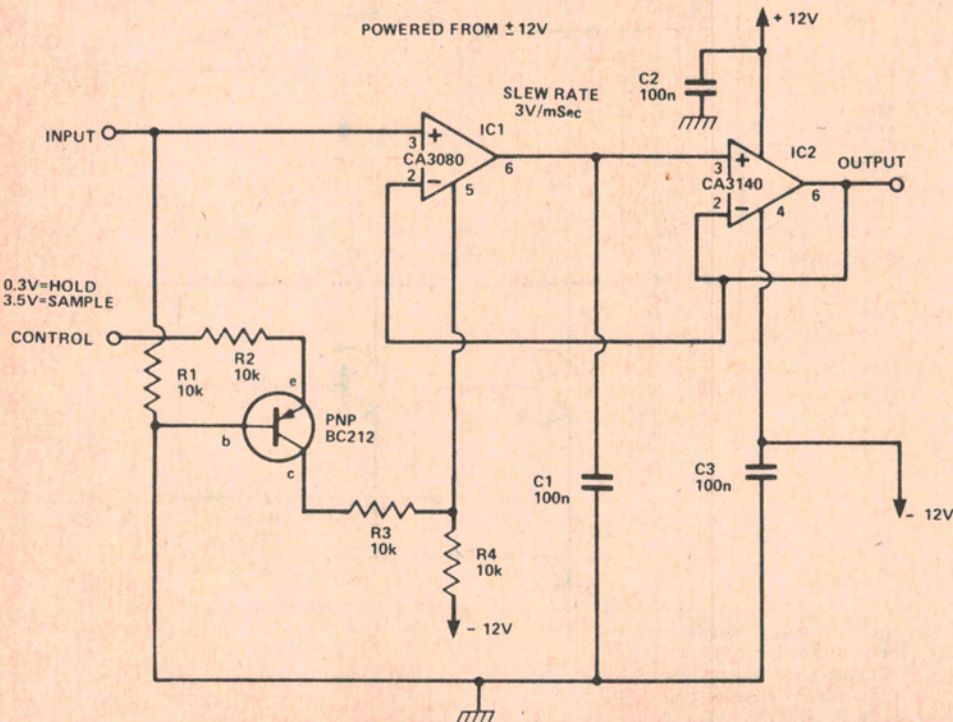 POWERED FROM ±12V
+ 12V
C2
100n
SLEW RATE
3V/mSec
INPUT
IC1
IC2
OUTPUT
3
+
CA3080
2
−
6
5
3
+
CA3140
2
−
6
4
0.3V=HOLD
3.5V=SAMPLE
CONTROL
R2
10k
R1
10k
e
PNP
BC212
b
c
C1
100n
C3
100n
R3
10k
R4
10k
- 12V
- 12V